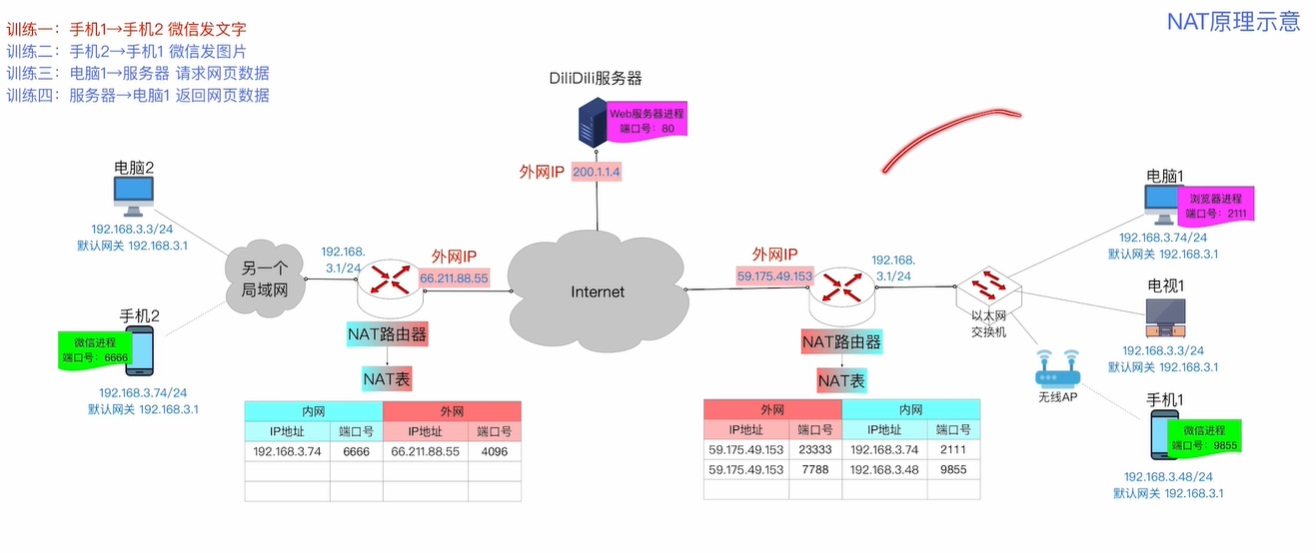 NAT原理示意
训练一：手机1→手机2 微信发文字
训练二：手机2→手机1 微信发图片
训练三：电脑1→服务器 请求网页数据
训练四：服务器→电脑1 返回网页数据
DiliDili服务器
Web服务器进程
端口号：80
外网IP 200.1.1.4
电脑2
192.168.3.3/24
默认网关 192.168.3.1
另一个
局域网
手机2
微信进程
端口号：6666
192.168.3.74/24
默认网关 192.168.3.1
192.168.
3.1/24
外网IP
66.211.88.55
NAT路由器
NAT表
内网 外网
IP地址 端口号 IP地址 端口号
192.168.3.74 6666 66.211.88.55 4096
Internet
外网IP
59.175.49.153
192.168.
3.1/24
NAT路由器
NAT表
外网 内网
IP地址 端口号 IP地址 端口号
59.175.49.153 23333 192.168.3.74 2111
59.175.49.153 7788 192.168.3.48 9855
以太网
交换机
无线AP
电脑1
浏览器进程
端口号：2111
192.168.3.74/24
默认网关 192.168.3.1
电视1
192.168.3.3/24
默认网关 192.168.3.1
手机1
微信进程
端口号：9855
192.168.3.48/24
默认网关 192.168.3.1